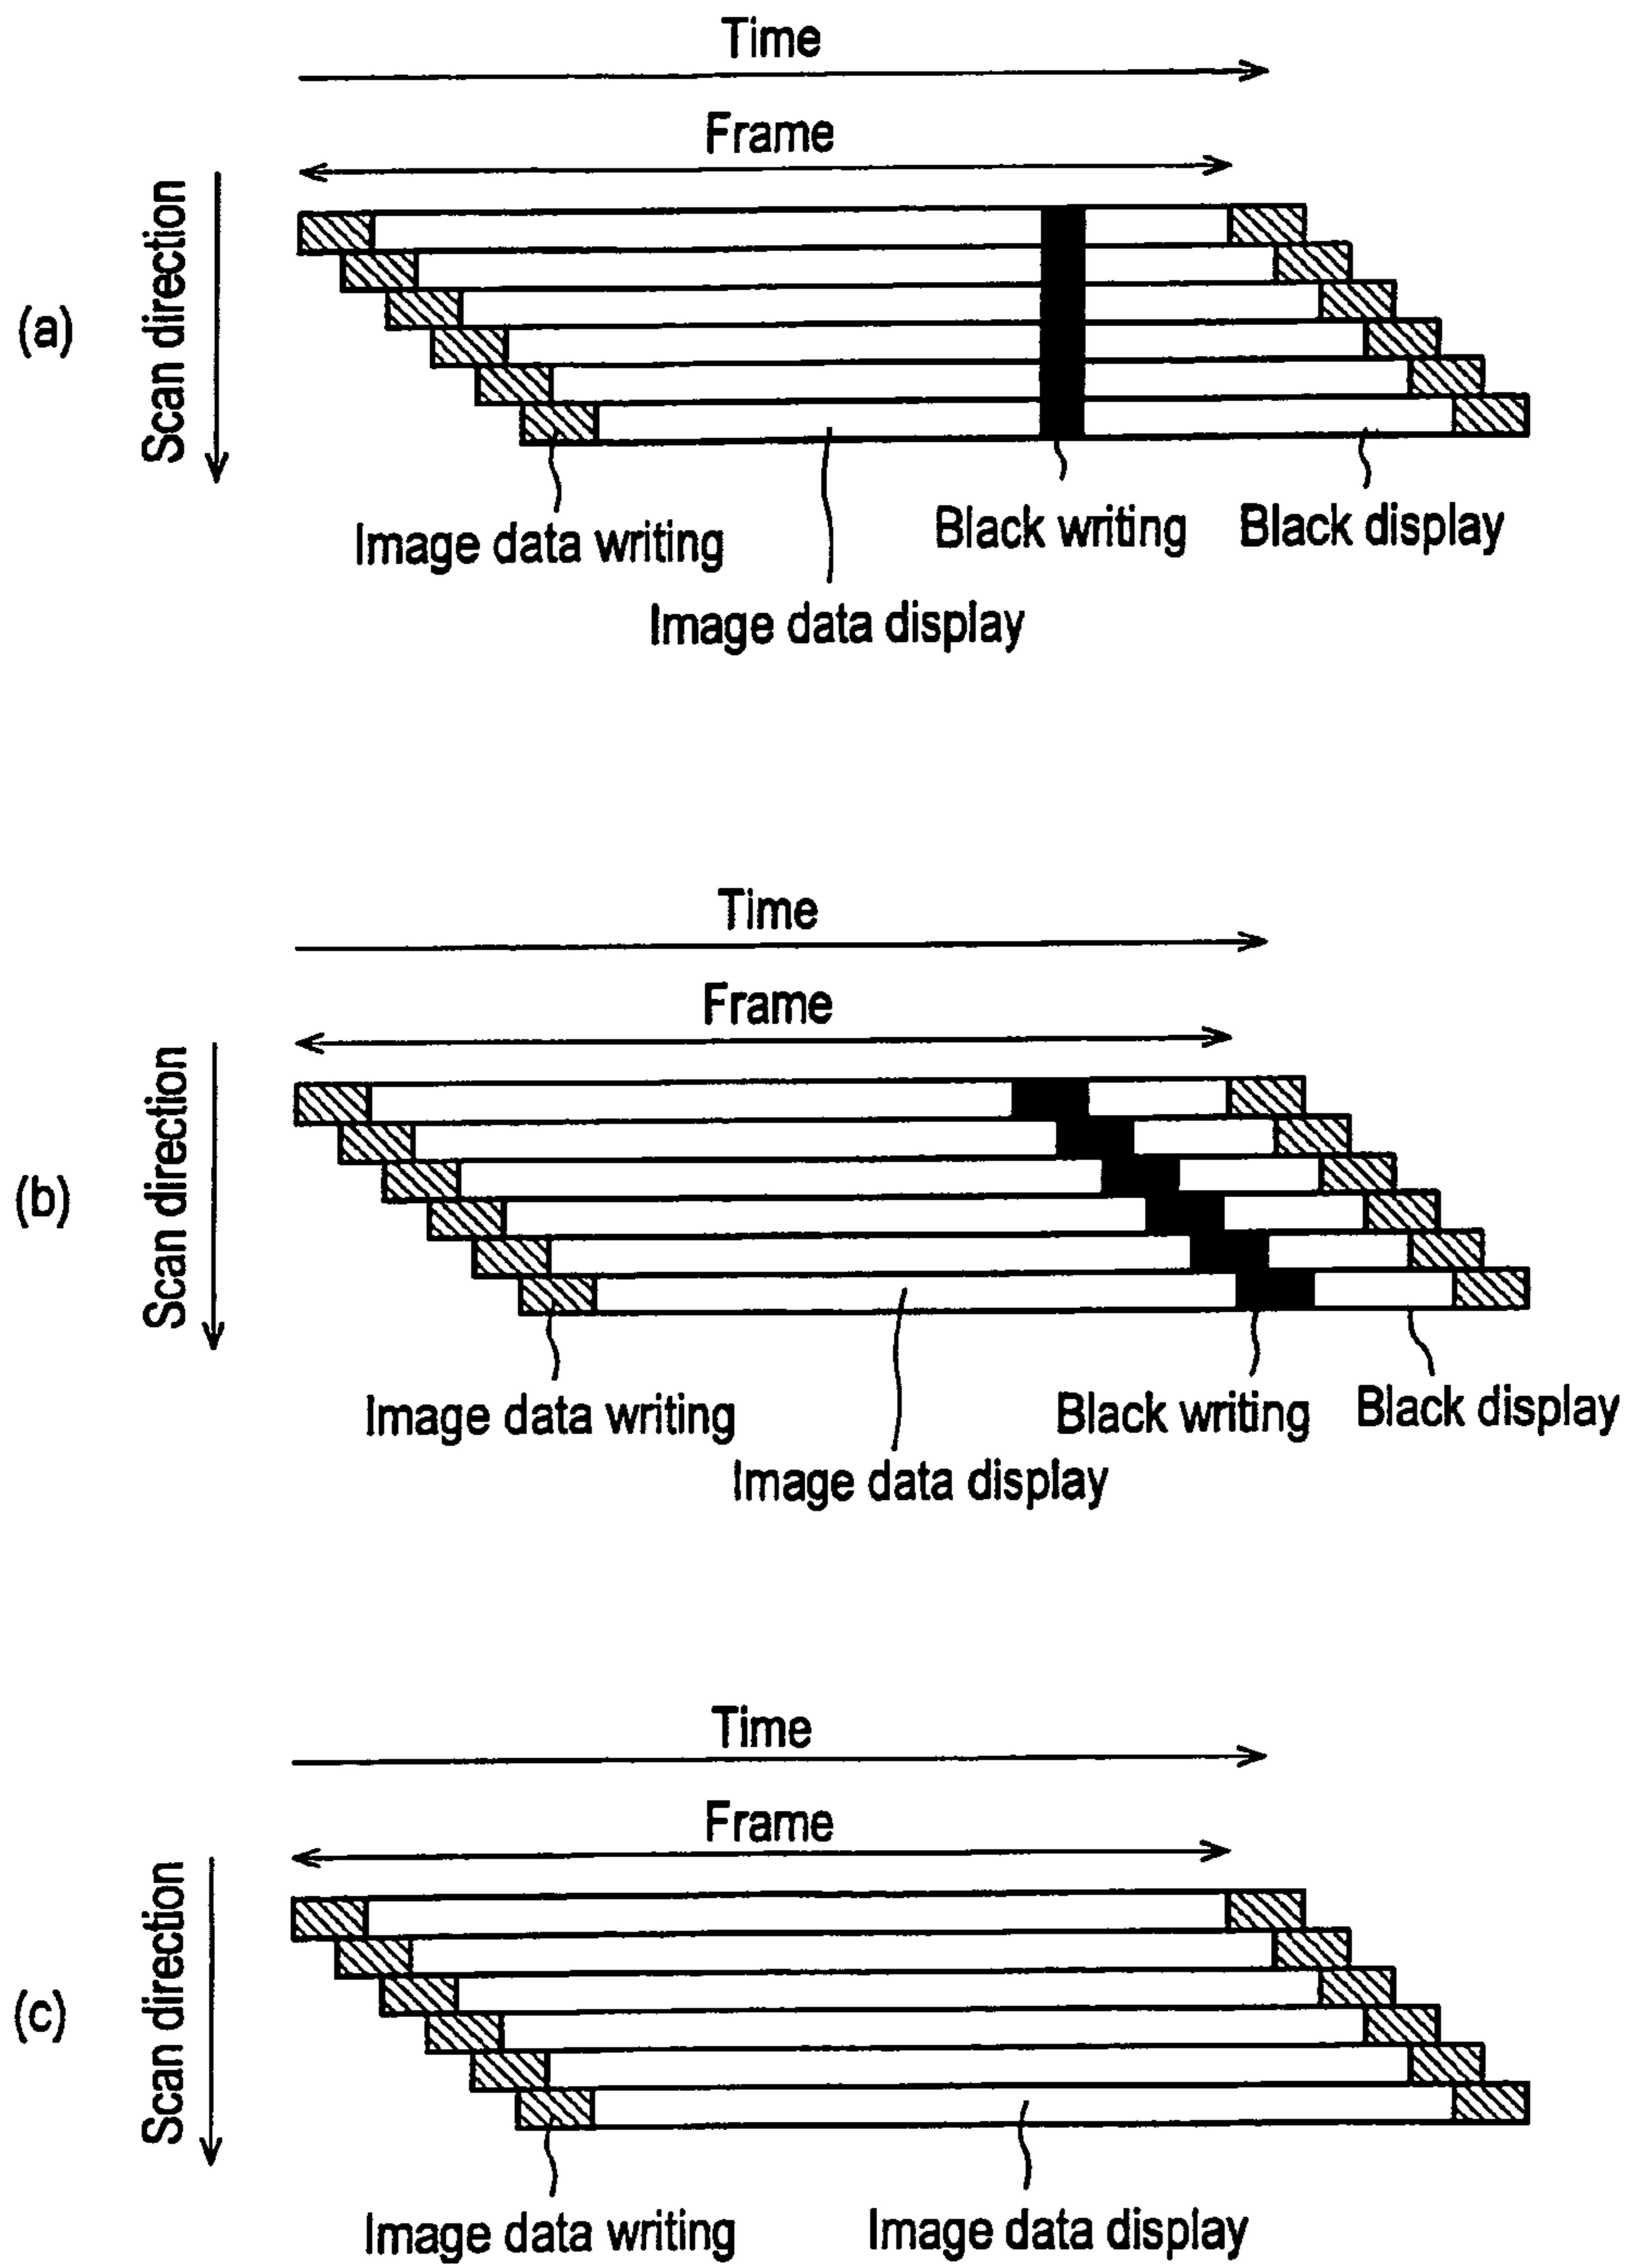 Time
Frame
(a)
Scan direction
Image data writing
Black writing
Black display
Image data display
Time
Frame
(b)
Scan direction
Image data writing
Black writing
Black display
Image data display
Time
Frame
(c)
Scan direction
Image data writing
Image data display